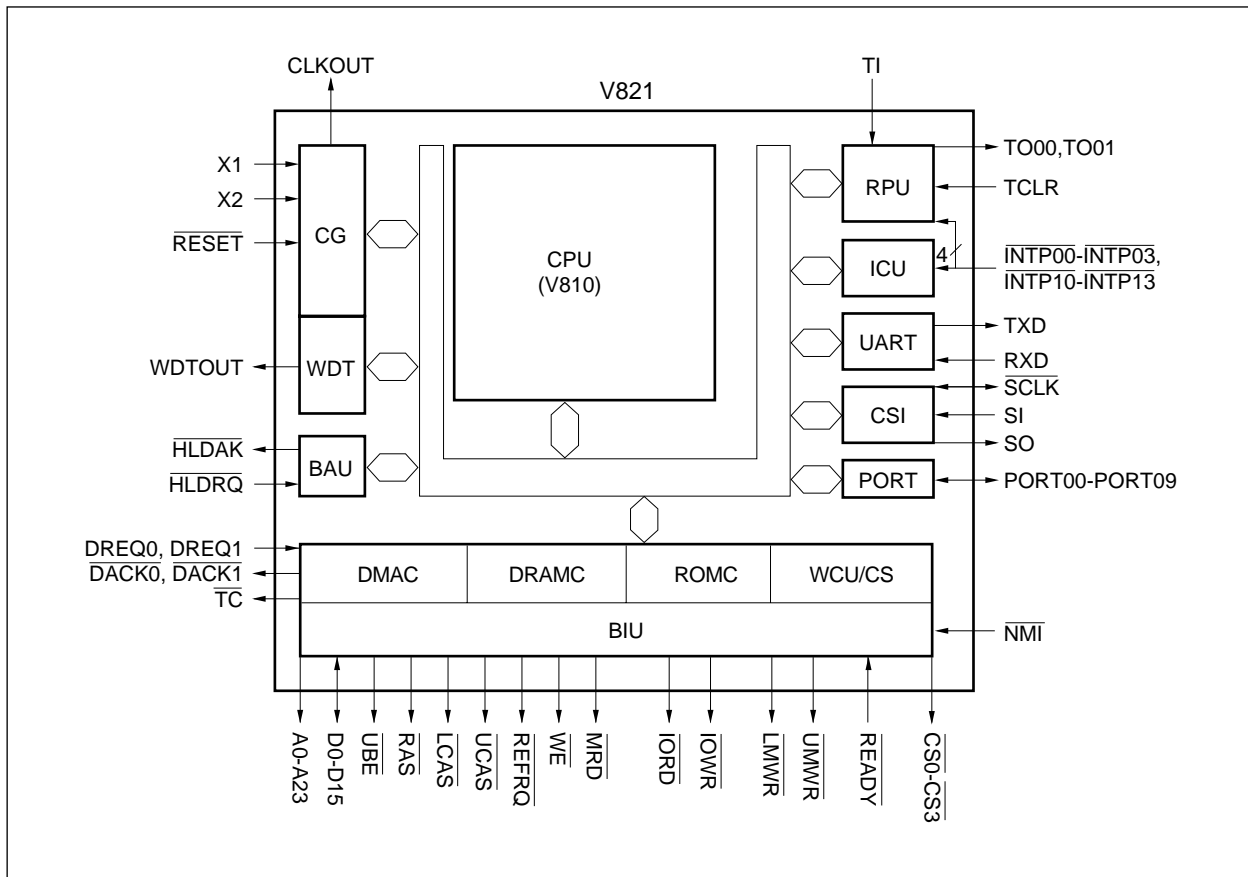 CLKOUT
TI
V821
X1
X2
RESET
CG
CPU
(V810)
RPU
TO00,TO01
TCLR
4
ICU
INTP00-INTP03,
INTP10-INTP13
WDTOUT
WDT
UART
TXD
RXD
CSI
SCLK
SI
SO
HLDAK
HLDRQ
BAU
PORT
PORT00-PORT09
DREQ0, DREQ1
DACK0, DACK1
TC
DMAC
DRAMC
ROMC
WCU/CS
BIU
NMI
A0-A23
D0-D15
UBE
RAS
LCAS
UCAS
REFRQ
WE
MRD
IORD
IOWR
LMWR
UMWR
READY
CS0-CS3